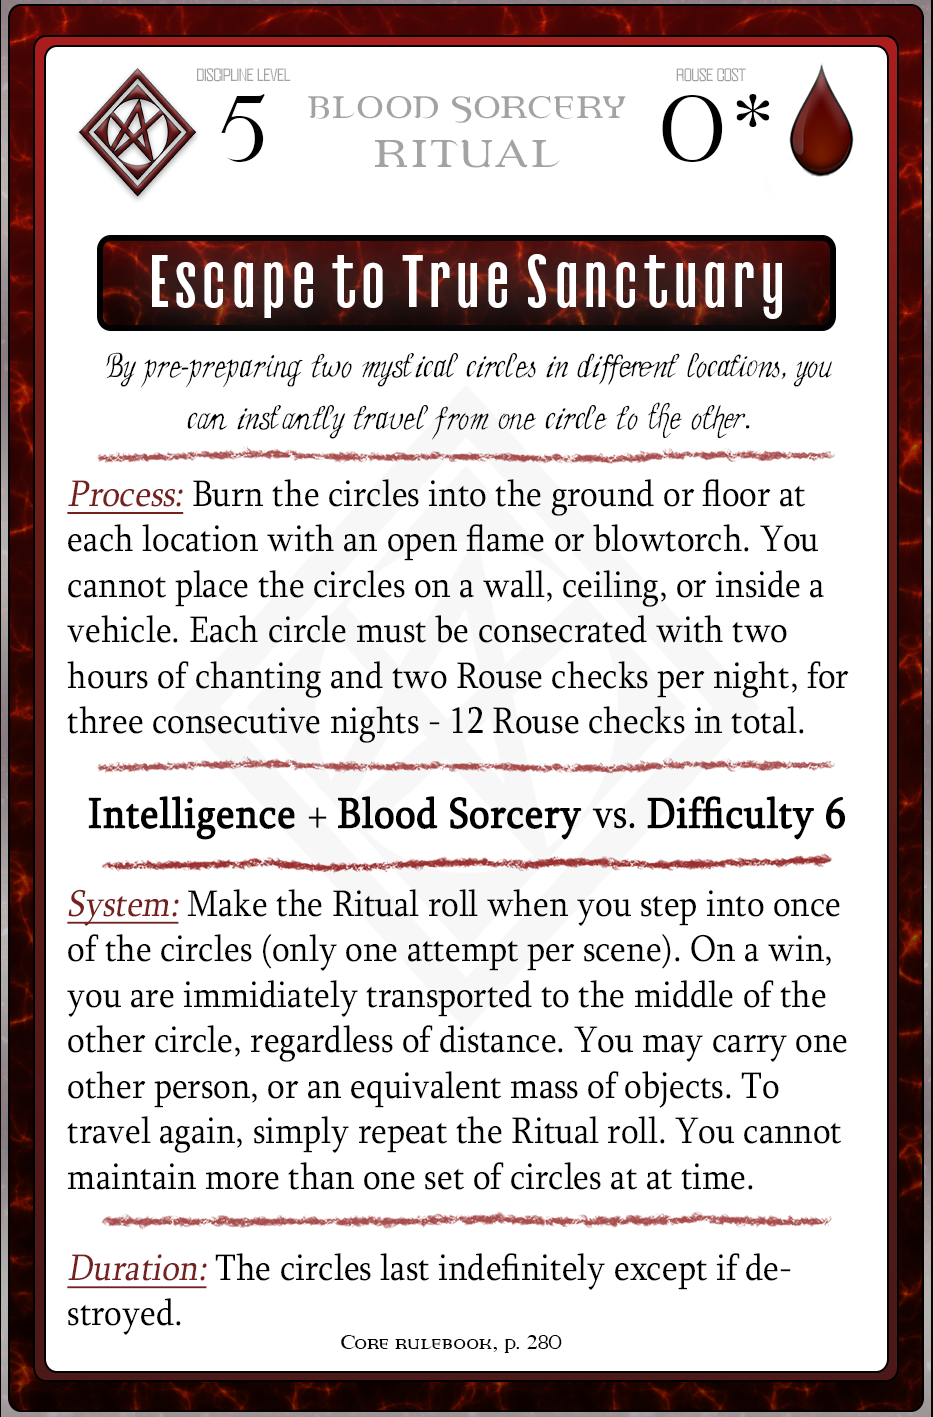 DISCIPLINE LEVEL
5
BLOOD SORCERY
RITUAL
ROUSE COST
0*
Escape to True Sanctuary
By pre-preparing two mystical circles in different locations, you
can instantly travel from one circle to the other.
Process: Burn the circles into the ground or floor at
each location with an open flame or blowtorch. You
cannot place the circles on a wall, ceiling, or inside a
vehicle. Each circle must be consecrated with two
hours of chanting and two Rouse checks per night, for
three consecutive nights - 12 Rouse checks in total.
Intelligence + Blood Sorcery vs. Difficulty 6
System: Make the Ritual roll when you step into once
of the circles (only one attempt per scene). On a win,
you are immidiately transported to the middle of the
other circle, regardless of distance. You may carry one
other person, or an equivalent mass of objects. To
travel again, simply repeat the Ritual roll. You cannot
maintain more than one set of circles at at time.
Duration: The circles last indefinitely except if de-
stroyed.
Core rulebook, p. 280